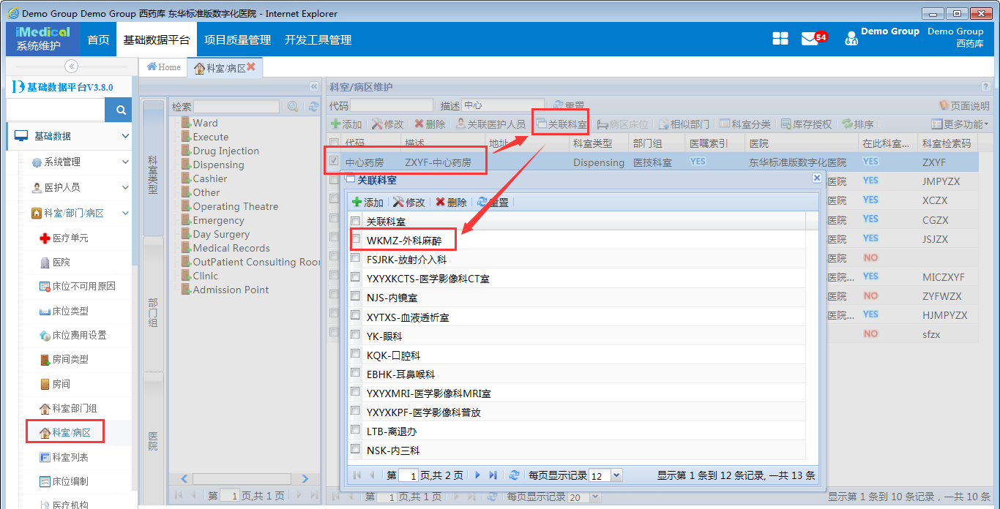 Demo Group Demo Group 西药库 东华标准版数字化医院 - Internet Explorer
iMedical
系统维护
首页
基础数据平台
项目质量管理
开发工具管理
54
Demo Group
Demo Group
西药库
Home
科室/病区
基础数据平台V3.8.0
基础数据
系统管理
医护人员
科室/部门/病区
医疗单元
医院
床位不可用原因
床位类型
床位费用设置
房间类型
房间
科室部门组
科室/病区
科室列表
床位编制
医疗机构
科室类型
部门组
医院
检索
Ward
Execute
Drug Injection
Dispensing
Cashier
Other
Operating Theatre
Emergency
Day Surgery
Medical Records
OutPatient Consulting Roor
Clinic
Admission Point
第 1 页,共 1 页
科室/病区维护
代码 描述 中心 重置 页面说明
添加 修改 删除 关联医护人员 关联科室 病区床位 相似部门 科室分类 库存授权 排序 更多功能
代码 描述 地址 科室类型 部门组 医嘱索引 医院 在此科室... 科室检索码
中心药房 ZXYF-中心药房 Dispensing 医技科室 YES 东华标准版数字化医院 YES ZXYF
医院 YES JMPYZX
医院 YES XCZX
医院 YES CGZX
医院 YES JSJZX
医院 NO
医院... YES MICZXYF
医院 NO ZYFWZX
医院... YES HJMPYZX
NO sfzx
关联科室
添加 修改 删除 重置
关联科室
WKMZ-外科麻醉
FSJRK-放射介入科
YXYXKCTS-医学影像科CT室
NJS-内镜室
XYTXS-血液透析室
YK-眼科
KQK-口腔科
EBHK-耳鼻喉科
YXYXMRI-医学影像科MRI室
YXYXKPF-医学影像科普放
LTB-离退办
NSK-内三科
第 1 页,共 2 页 每页显示记录 12 显示第 1 条到 12 条记录, 一共 13 条
第 1 页,共 1 页 每页显示记录 20 显示第 1 条到 10 条记录，一共 10 条